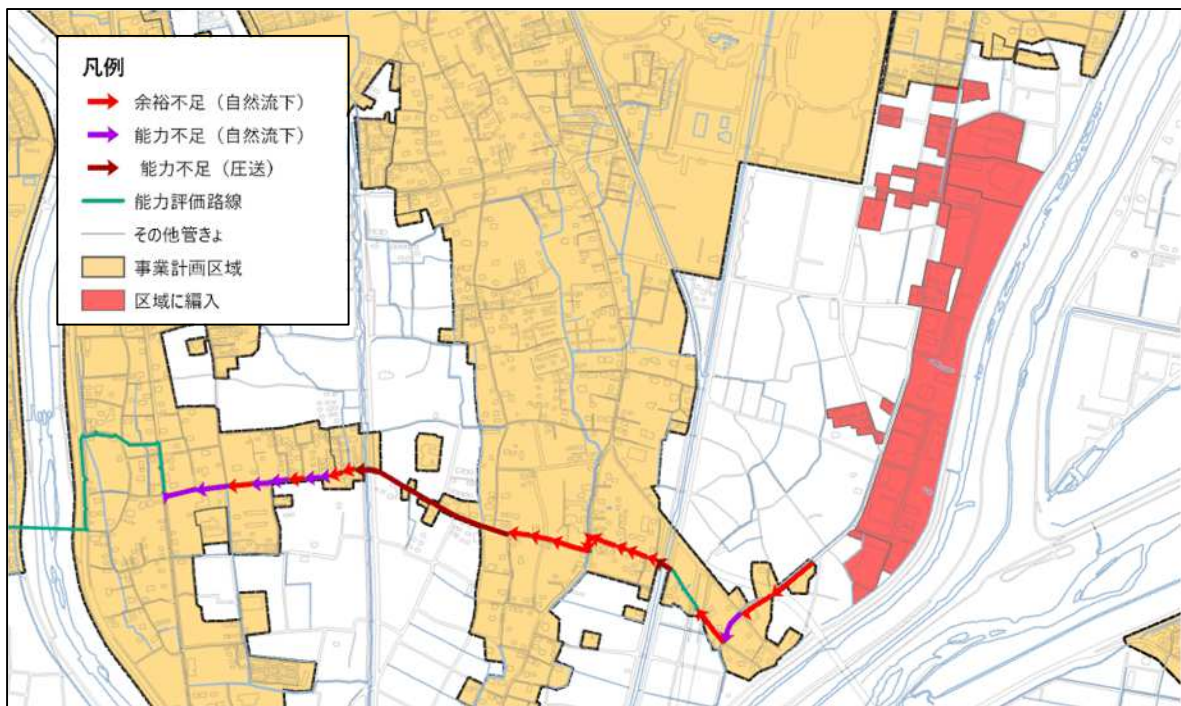 凡例
余裕不足（自然流下）
能力不足（自然流下）
能力不足（圧送）
能力評価路線
その他管きょ
事業計画区域
区域に編入